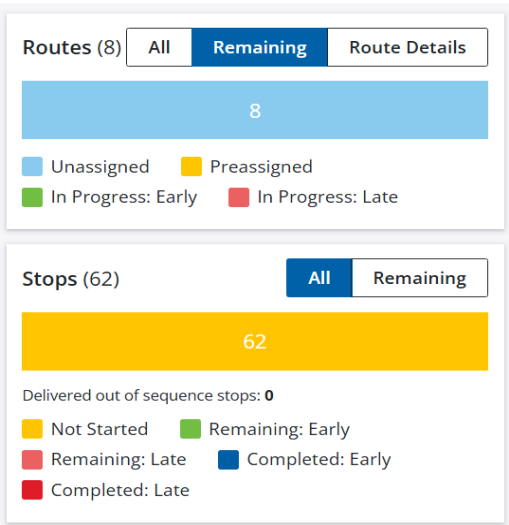 Routes (8) All Remaining Route Details
8
Unassigned Preassigned
In Progress: Early In Progress: Late
Stops (62) All Remaining
62
Delivered out of sequence stops: 0
Not Started Remaining: Early
Remaining: Late Completed: Early
Completed: Late